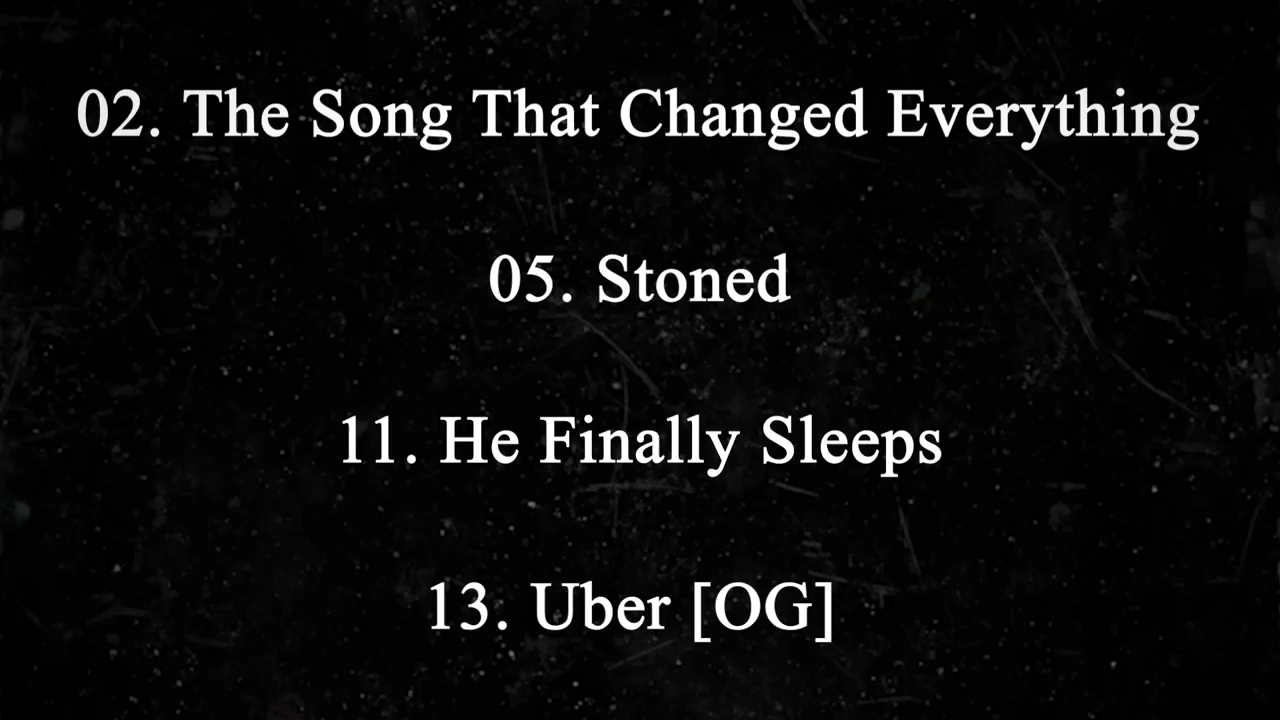 02. The Song That Changed Everything
05. Stoned
11. He Finally Sleeps
13. Uber [OG]